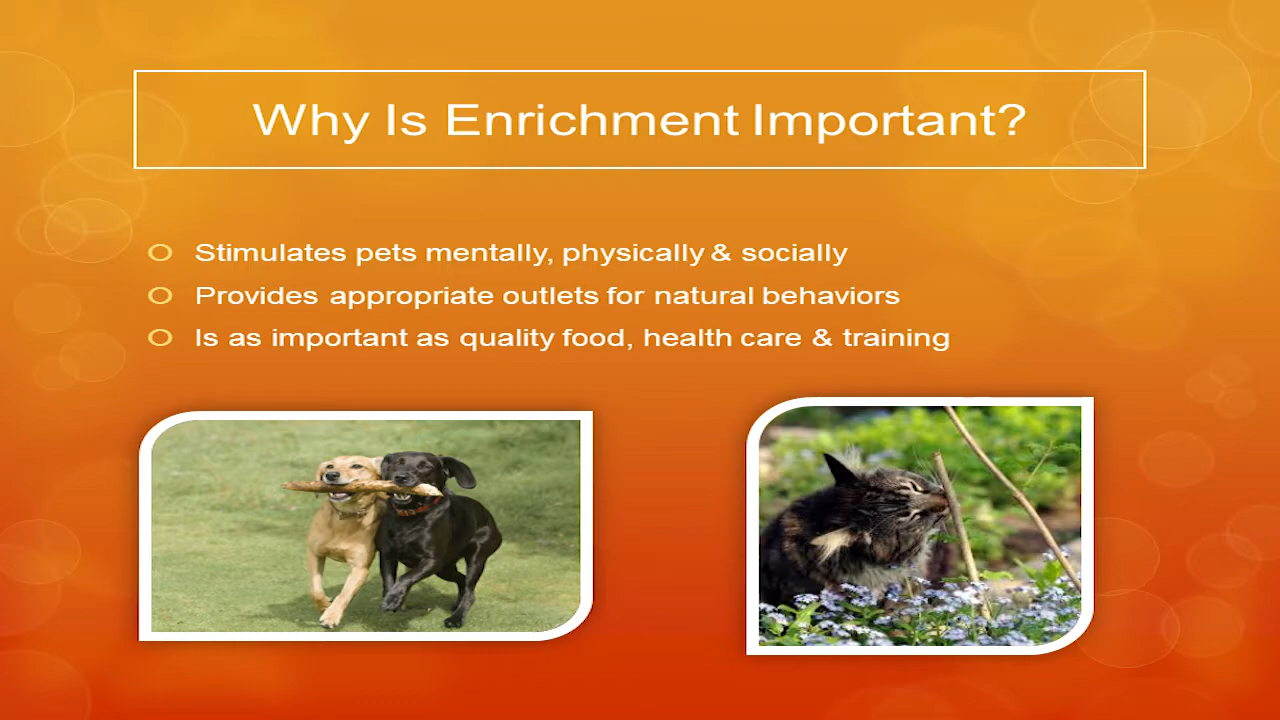 Why Is Enrichment Important?
Stimulates pets mentally, physically & socially
Provides appropriate outlets for natural behaviors
Is as important as quality food, health care & training